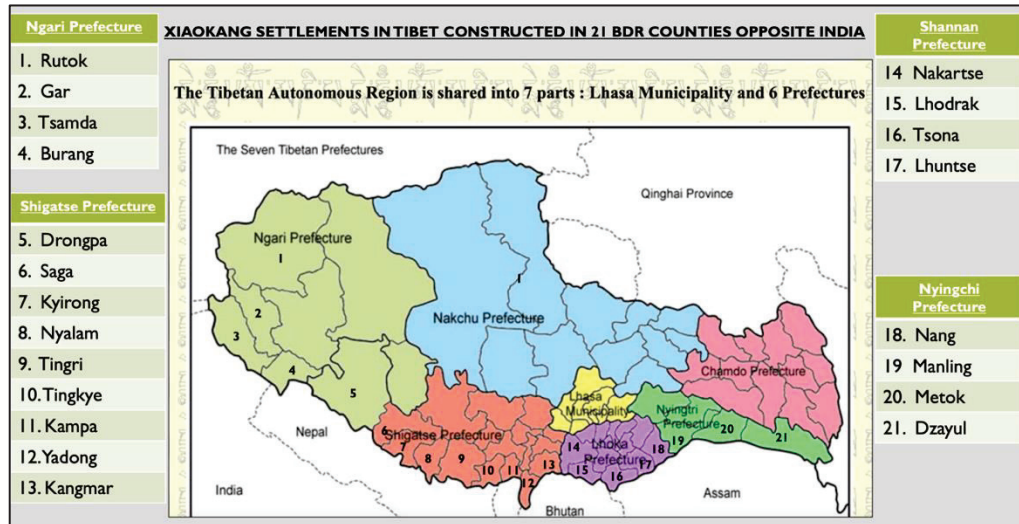 Ngari Prefecture
1. Rutok
2. Gar
3. Tsamda
4. Burang
Shigatse Prefecture
5. Drongpa
6. Saga
7. Kyirong
8. Nyalam
9. Tingri
10. Tingkye
11. Kampa
12. Yadong
13. Kangmar
XIAOKANG SETTLEMENTS IN TIBET CONSTRUCTED IN 21 BDR COUNTIES OPPOSITE INDIA
The Tibetan Autonomous Region is shared into 7 parts : Lhasa Municipality and 6 Prefectures
The Seven Tibetan Prefectures
Qinghai Province
Ngari Prefecture
1
1
2
Nakchu Prefecture
3
4
5
Chamdo Prefecture
Lhasa
Municipality
Nyingtri
Prefecture
19
20
21
Nepal
6
Shigatse Prefecture
7
8
9
10
11
12
13
Lhoka
Prefecture
14
15
16
17
18
India
Bhutan
Assam
Shannan
Prefecture
14 Nakartse
15. Lhodrak
16. Tsona
17. Lhuntse
Nyingchi
Prefecture
18. Nang
19 Manling
20. Metok
21. Dzayul